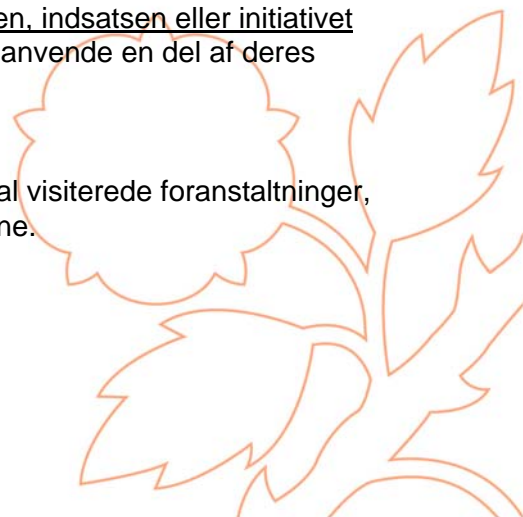 en, indsatsen eller initiativet
anvende en del af deres
al visiterede foranstaltninger,
ne.